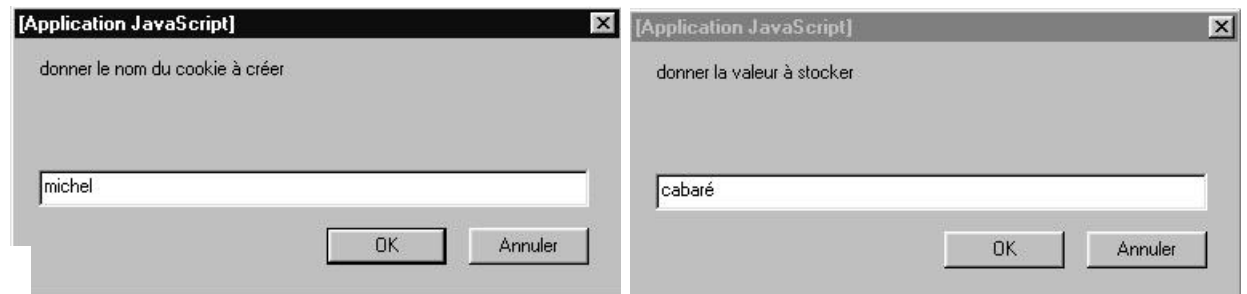 [Application JavaScript]
donner le nom du cookie à créer
michel
OK Annuler
[Application JavaScript]
donner la valeur à stocker
cabaré
OK Annuler